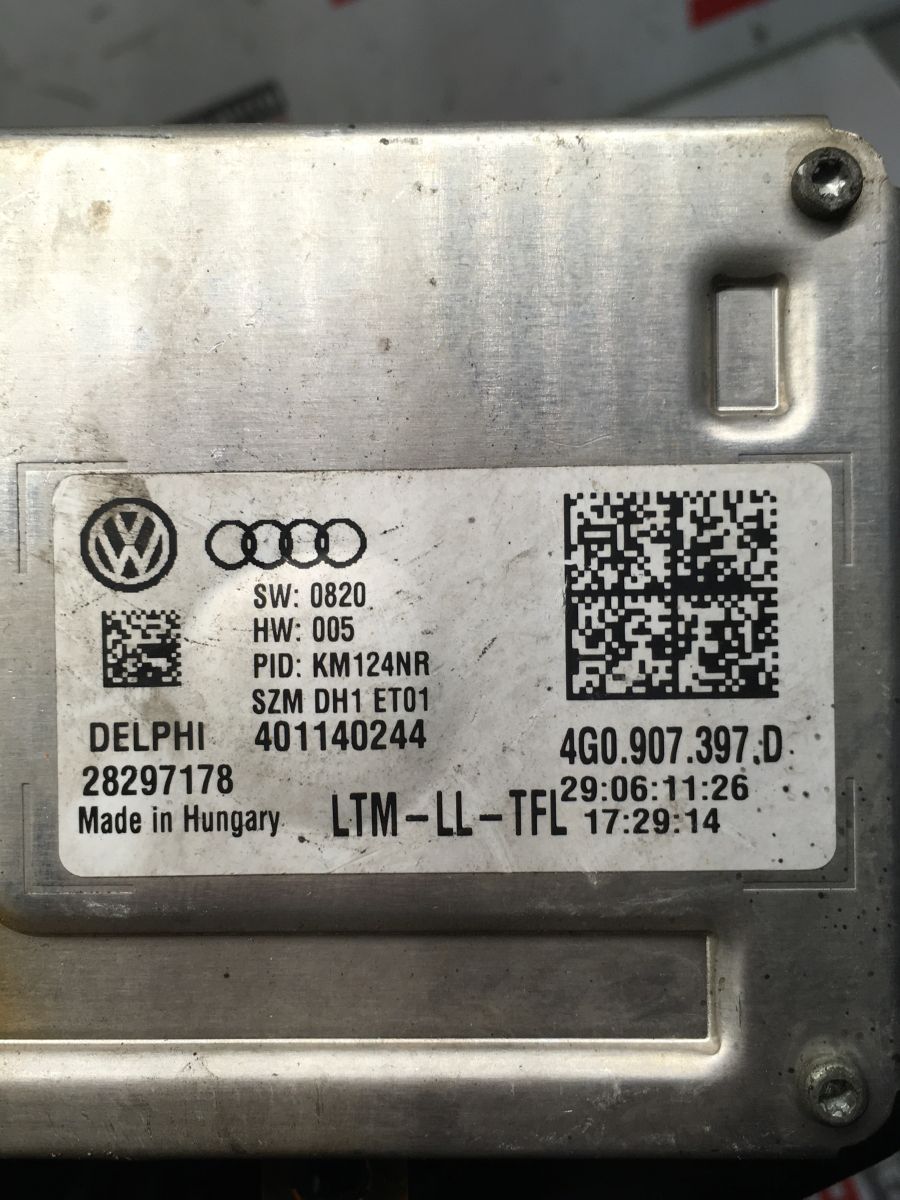 SW: 0820
HW: 005
PID: KM124NR
SZM DH1 ET01
DELPHI 401140244
28297178
Made in Hungary
LTM-LL-TFL
4G0.907.397.D
29:06:11:26
17:29:14